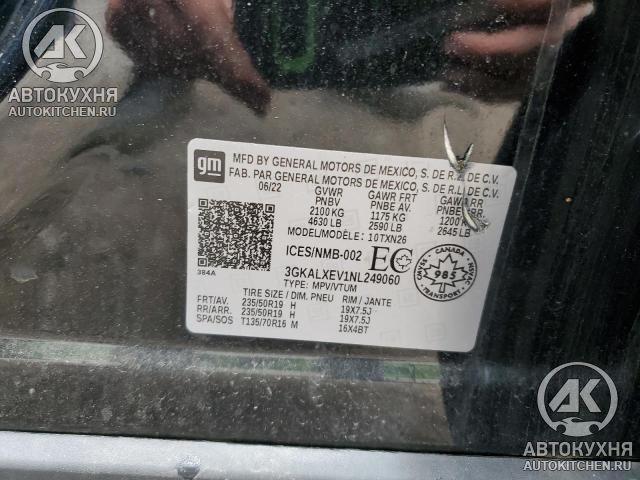 АК
АВТОКУХНЯ
AUTOKITCHEN.RU
gm
MFD BY GENERAL MOTORS DE MEXICO, S. DE R.L. DE C.V.
FAB. PAR GENERAL MOTORS DE MEXICO, S. DE R.L. DE C.V.
06/22 GVWR GAWR FRT GAWR RR
PNBV PNBE AV. PNBE ARR.
2100 KG 1175 KG 1200 KG
4630 LB 2590 LB 2645 LB
MODEL/MODÈLE: 10TXN26
ICES/NMB-002 EC
CANADA
985
TRANSPORT
384A
3GKALXEV1NL249060
TYPE: MPV/VTUM
TIRE SIZE / DIM. PNEU RIM / JANTE
FRT/AV. 235/50R19 H 19X7.5J
RR/ARR. 235/50R19 H 19X7.5J
SPA/SOS T135/70R16 M 16X4BT
АК
АВТОКУХНЯ
AUTOKITCHEN.RU